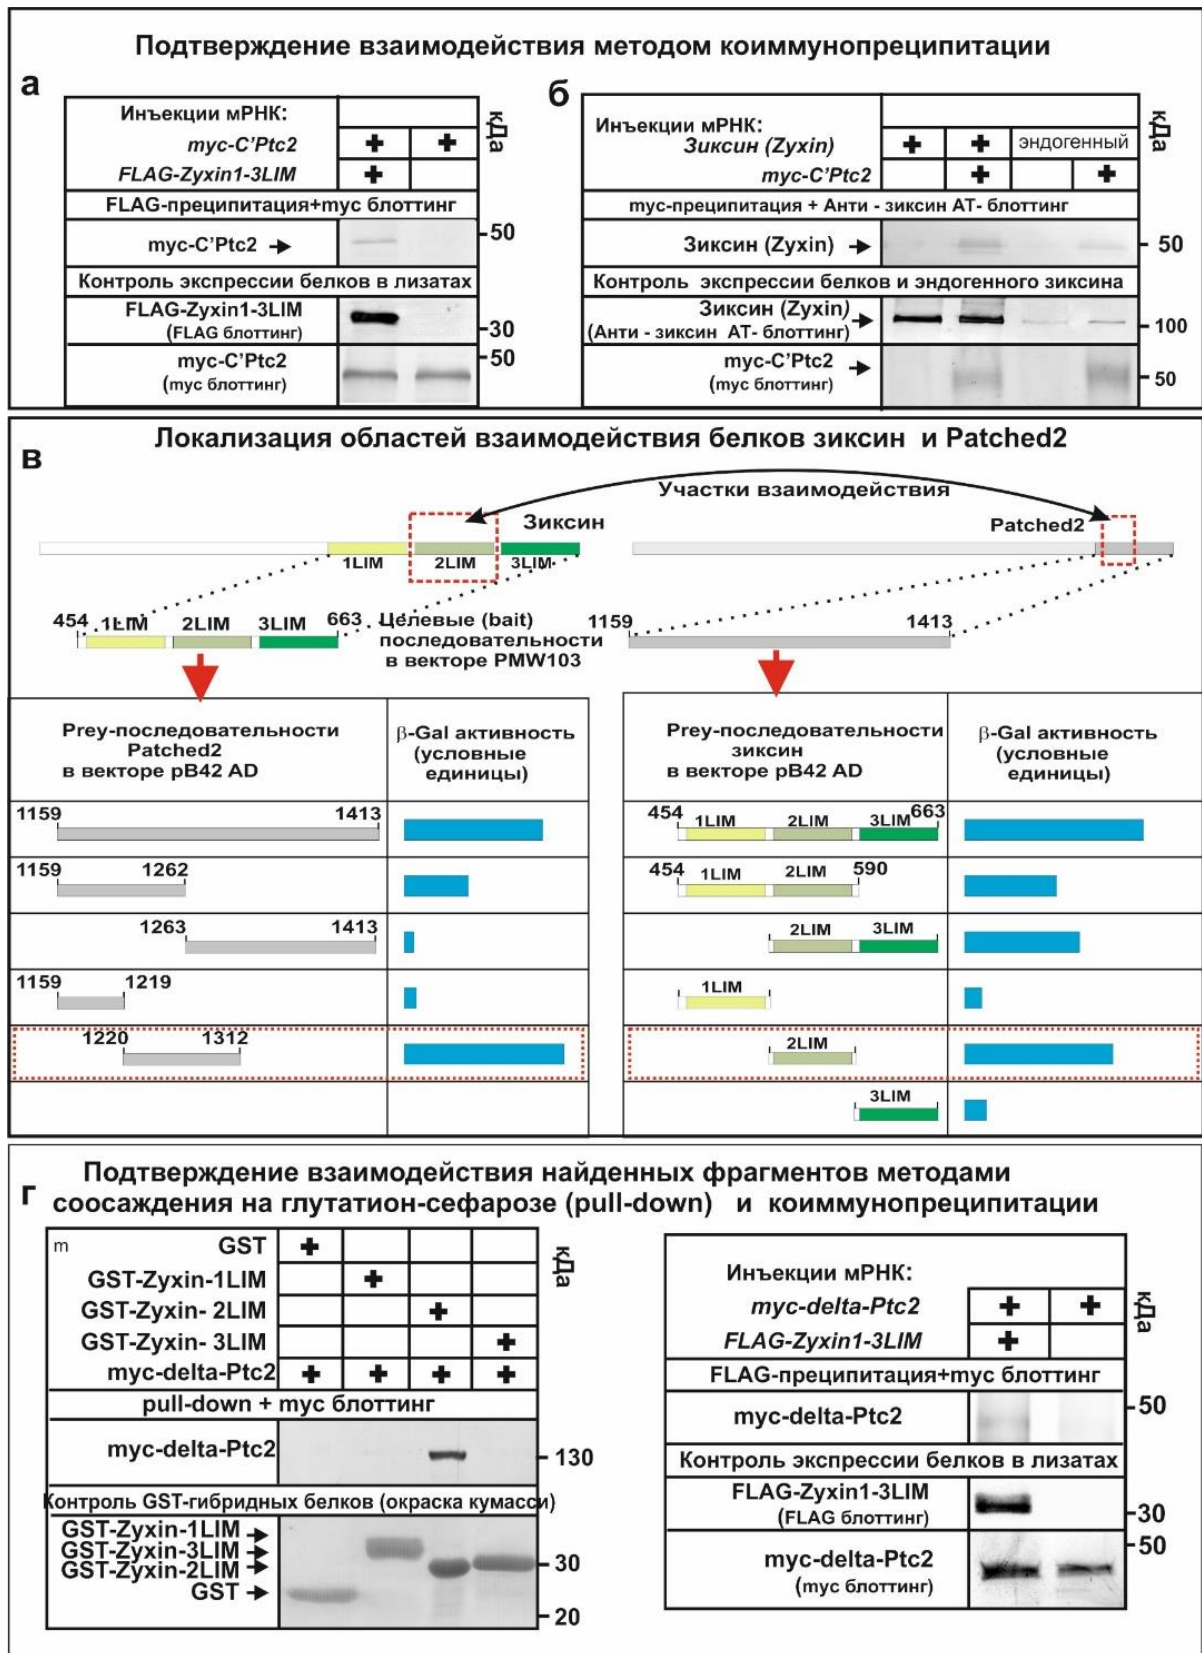 Подтверждение взаимодействия методом коиммунопреципитации
а
Инъекции мРНК:
myc-C'Ptc2
FLAG-Zyxin1-3LIM
FLAG-преципитация+myc блоттинг
myc-C'Ptc2
Контроль экспрессии белков в лизатах
FLAG-Zyxin1-3LIM
(FLAG блоттинг)
myc-C'Ptc2
(myc блоттинг)
кДа
50
30
50
б
Инъекции мРНК:
Зиксин (Zyxin)
эндогенный
myc-C'Ptc2
myc-преципитация + Анти - зиксин АТ- блоттинг
Зиксин (Zyxin)
Контроль экспрессии белков и эндогенного зиксина
Зиксин (Zyxin)
(Анти - зиксин АТ- блоттинг)
myc-C'Ptc2
(myc блоттинг)
кДа
50
100
50
в
Локализация областей взаимодействия белков зиксин и Patched2
Участки взаимодействия
Зиксин
Patched2
1LIM 2LIM 3LIM
454 1LIM 2LIM 3LIM 663
Целевые (bait)
последовательности
в векторе PMW103
1159 1413
Prey-последовательности
Patched2
в векторе pB42 AD
β-Gal активность
(условные
единицы)
1159 1413
1159 1262
1263 1413
1159 1219
1220 1312
Prey-последовательности
зиксин
в векторе pB42 AD
β-Gal активность
(условные
единицы)
454 1LIM 2LIM 3LIM 663
454 1LIM 2LIM 590
2LIM 3LIM
1LIM
2LIM
3LIM
г
Подтверждение взаимодействия найденных фрагментов методами
соосаждения на глутатион-сефарозе (pull-down) и коиммунопреципитации
m
GST
GST-Zyxin-1LIM
GST-Zyxin- 2LIM
GST-Zyxin- 3LIM
myc-delta-Ptc2
pull-down + myc блоттинг
myc-delta-Ptc2
Контроль GST-гибридных белков (окраска кумасси)
GST-Zyxin-1LIM
GST-Zyxin-3LIM
GST-Zyxin-2LIM
GST
кДа
130
30
20
Инъекции мРНК:
myc-delta-Ptc2
FLAG-Zyxin1-3LIM
FLAG-преципитация+myc блоттинг
myc-delta-Ptc2
Контроль экспрессии белков в лизатах
FLAG-Zyxin1-3LIM
(FLAG блоттинг)
myc-delta-Ptc2
(myc блоттинг)
кДа
50
30
50